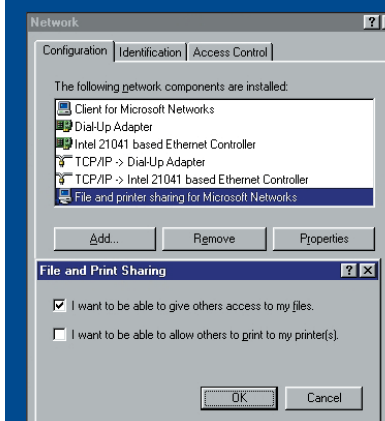 Network
Configuration Identification Access Control
The following network components are installed:
Client for Microsoft Networks
Dial-Up Adapter
Intel 21041 based Ethernet Controller
TCP/IP -> Dial-Up Adapter
TCP/IP -> Intel 21041 based Ethernet Controller
File and printer sharing for Microsoft Networks
Add... Remove Properties
File and Print Sharing
I want to be able to give others access to my files.
I want to be able to allow others to print to my printer(s).
OK Cancel